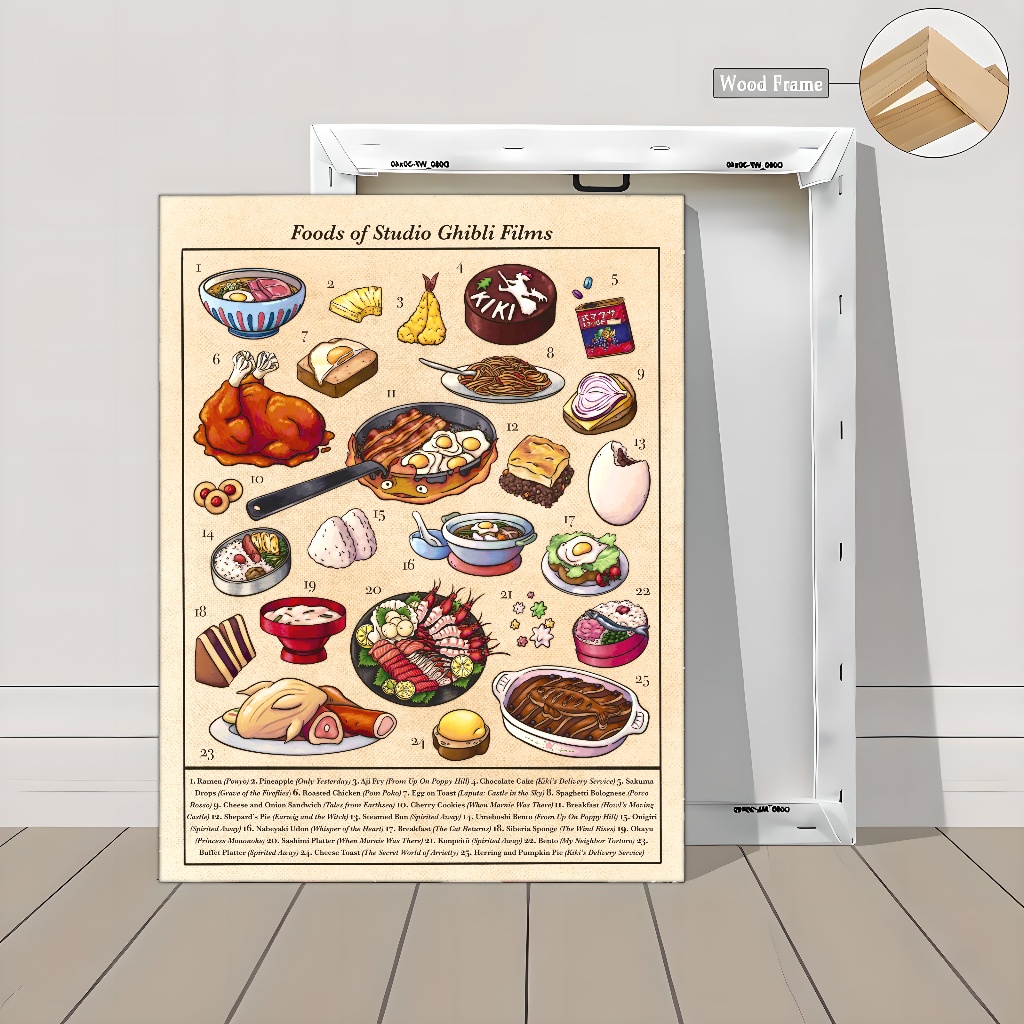 Wood Frame
Foods of Studio Ghibli Films
1
2
3
4
5
6
7
8
9
10
11
12
13
14
15
16
17
18
19
20
21
22
23
24
25
KIKI
1. Ramen (Ponyo) 2. Pineapple (Only Yesterday) 3. Aji Fry (From Up On Poppy Hill) 4. Chocolate Cake (Kiki's Delivery Service) 5. Sakuma
Drops (Grave of the Fireflies) 6. Roasted Chicken (Pom Poko) 7. Egg on Toast (Laputa: Castle in the Sky) 8. Spaghetti Bolognese (Porco
Rosso) 9. Cheese and Onion Sandwich (Tales from Earthsea) 10. Cherry Cookies (When Marnie Was There) 11. Breakfast (Howl's Moving
Castle) 12. Shepard's Pie (Earwig and the Witch) 13. Steamed Bun (Spirited Away) 14. Umeboshi Bento (From Up On Poppy Hill) 15. Onigiri
(Spirited Away) 16. Nabeyaki Udon (Whisper of the Heart) 17. Breakfast (The Cat Returns) 18. Siberia Sponge (The Wind Rises) 19. Okayu
(Princess Mononoke) 20. Sashimi Platter (When Marnie Was There) 21. Konpeitō (Spirited Away) 22. Bento (My Neighbor Totoro) 23.
Buffet Platter (Spirited Away) 24. Cheese Toast (The Secret World of Arrietty) 25. Herring and Pumpkin Pie (Kiki's Delivery Service)